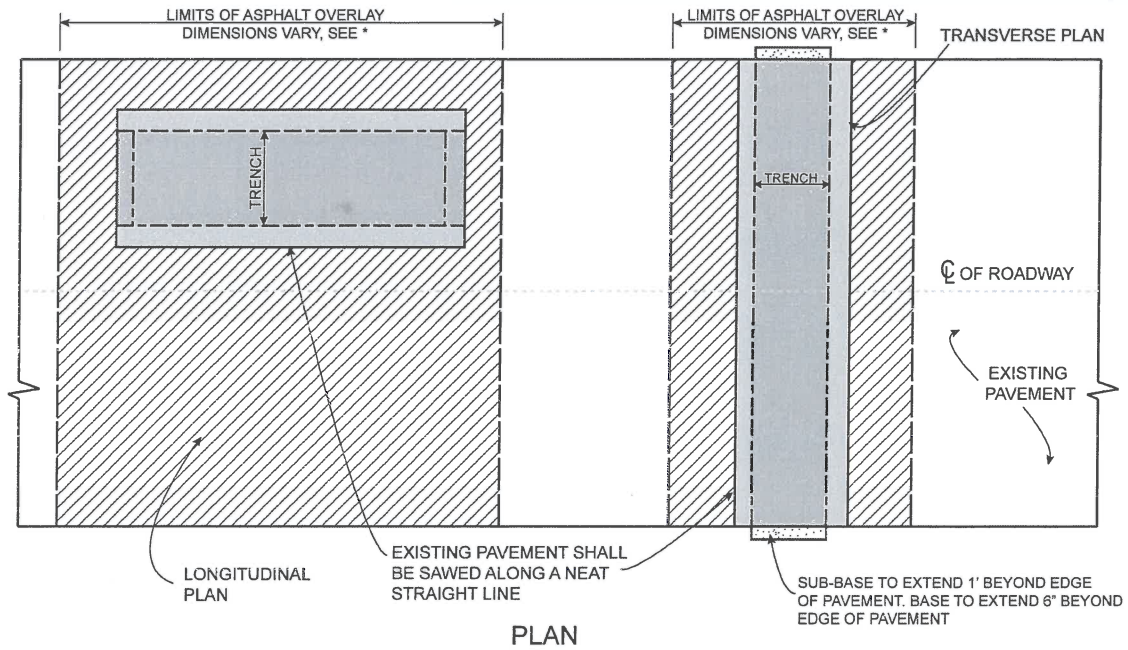 LIMITS OF ASPHALT OVERLAY
DIMENSIONS VARY, SEE *
LIMITS OF ASPHALT OVERLAY
DIMENSIONS VARY, SEE *
TRANSVERSE PLAN
TRENCH
TRENCH
℄ OF ROADWAY
EXISTING
PAVEMENT
LONGITUDINAL
PLAN
EXISTING PAVEMENT SHALL
BE SAWED ALONG A NEAT
STRAIGHT LINE
SUB-BASE TO EXTEND 1' BEYOND EDGE
OF PAVEMENT. BASE TO EXTEND 6" BEYOND
EDGE OF PAVEMENT
PLAN